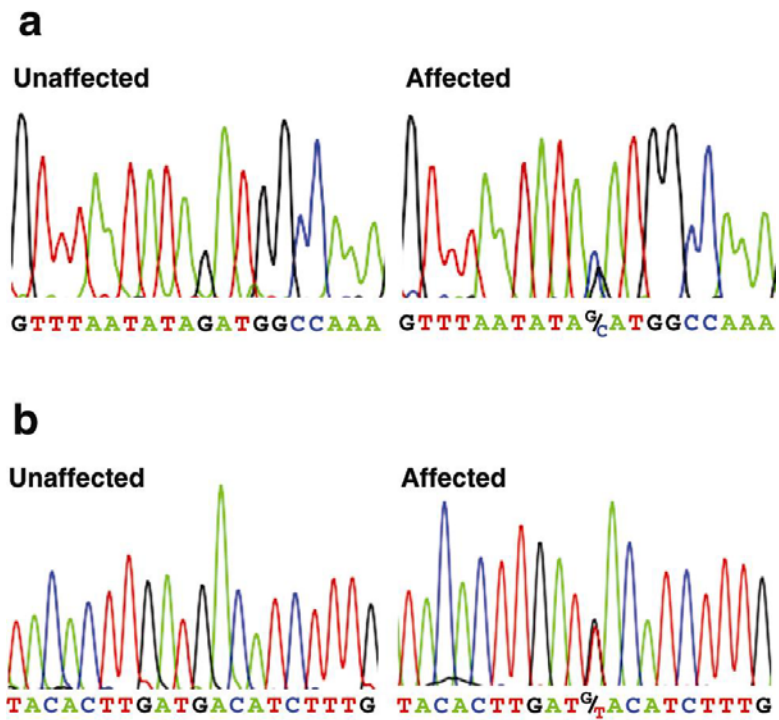 a
Unaffected Affected
GTTTAATATAGATGGCCAAA GTTTAATATAG/CATGGCCAAA
b
Unaffected Affected
TACACTTGATGACATCTTTG TACACTTGATG/TACATCTTTG